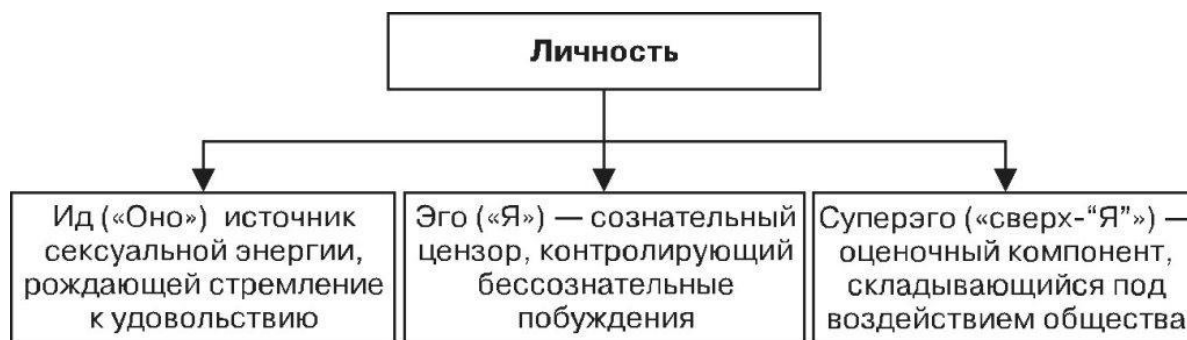 Личность
Ид («Оно») источник
сексуальной энергии,
рождающей стремление
к удовольствию
Эго («Я») — сознательный
цензор, контролирующий
бессознательные
побуждения
Суперэго («сверх-“Я”») —
оценочный компонент,
складывающийся под
воздействием общества